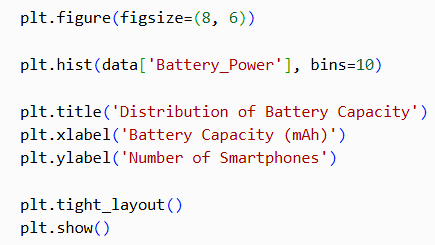 plt.figure(figsize=(8, 6))
plt.hist(data['Battery_Power'], bins=10)
plt.title('Distribution of Battery Capacity')
plt.xlabel('Battery Capacity (mAh)')
plt.ylabel('Number of Smartphones')
plt.tight_layout()
plt.show()